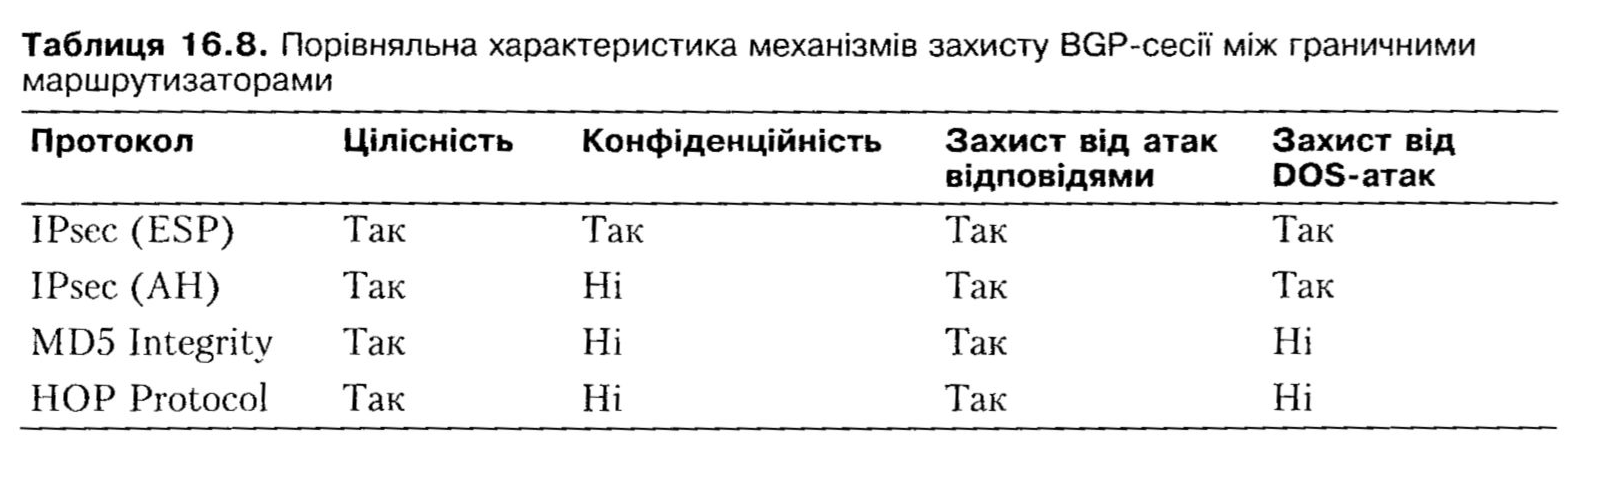 Таблиця 16.8. Порівняльна характеристика механізмів захисту BGP-сесії між граничними
маршрутизаторами
Протокол Цілісність Конфіденційність Захист від атак відповідями Захист від DOS-атак
IPsec (ESP) Так Так Так Так
IPsec (AH) Так Ні Так Так
MD5 Integrity Так Ні Так Ні
HOP Protocol Так Ні Так Ні